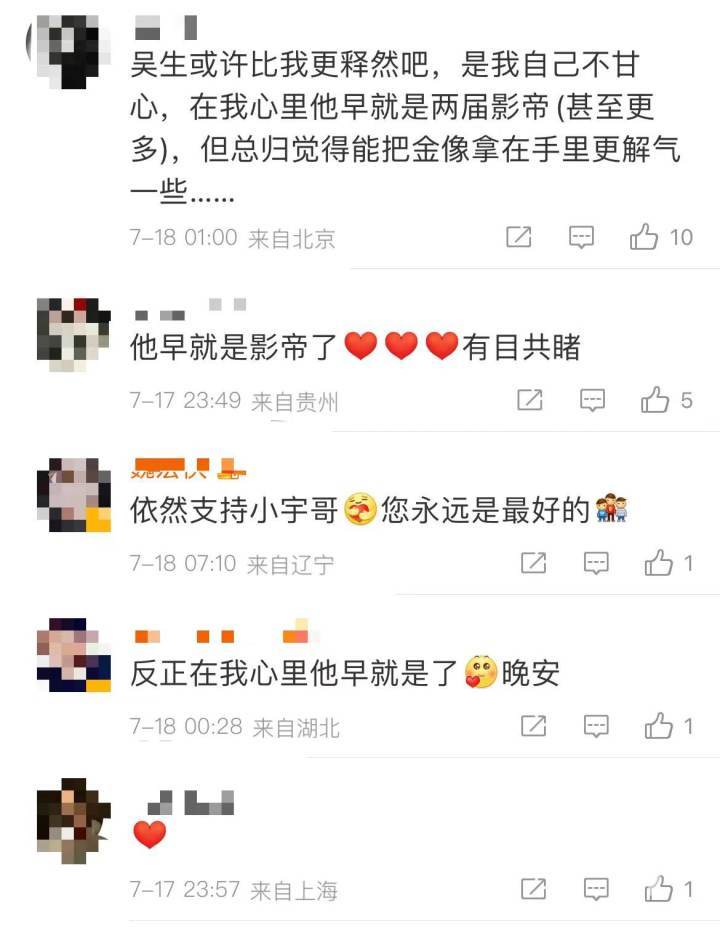 吴生或许比我更释然吧，是我自己不甘
心，在我心里他早就是两届影帝(甚至更
多)，但总归觉得能把金像拿在手里更解气
一些……
7-18 01:00 来自北京
10
他早就是影帝了❤️❤️❤️有目共睹
7-17 23:49 来自贵州
5
依然支持小宇哥您永远是最好的
7-18 07:10 来自辽宁
1
反正在我心里他早就是了晚安
7-18 00:28 来自湖北
1
❤️
7-17 23:57 来自上海
1